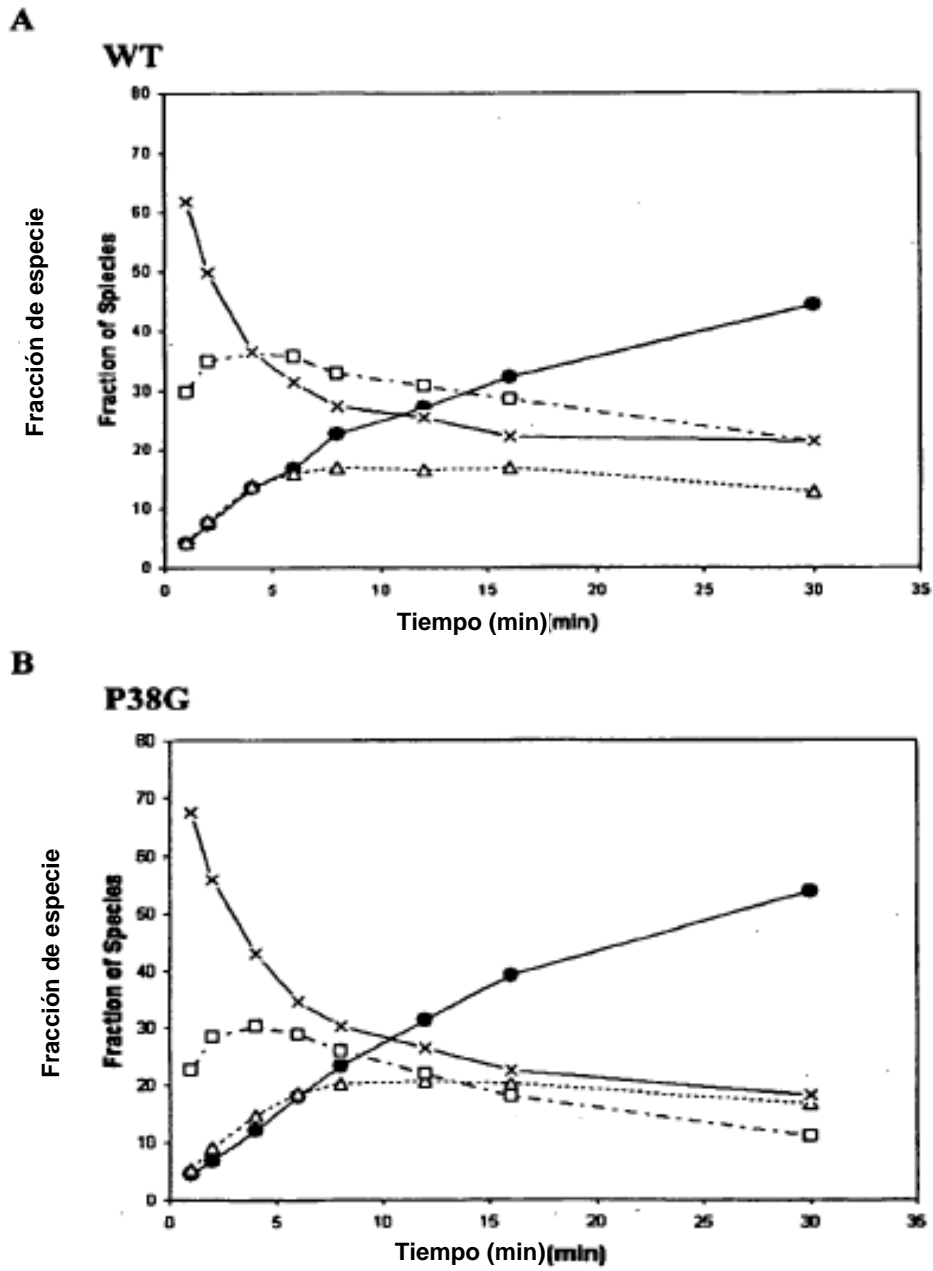 A
WT
80
70
60
50
40
30
20
10
0
Fracción de especie
Fraction of Splecies
0 5 10 15 20 25 30 35
Tiempo (min)(min)
B
P38G
80
70
60
50
40
30
20
10
0
Fracción de especie
Fraction of Species
0 5 10 15 20 25 30 35
Tiempo (min)(min)